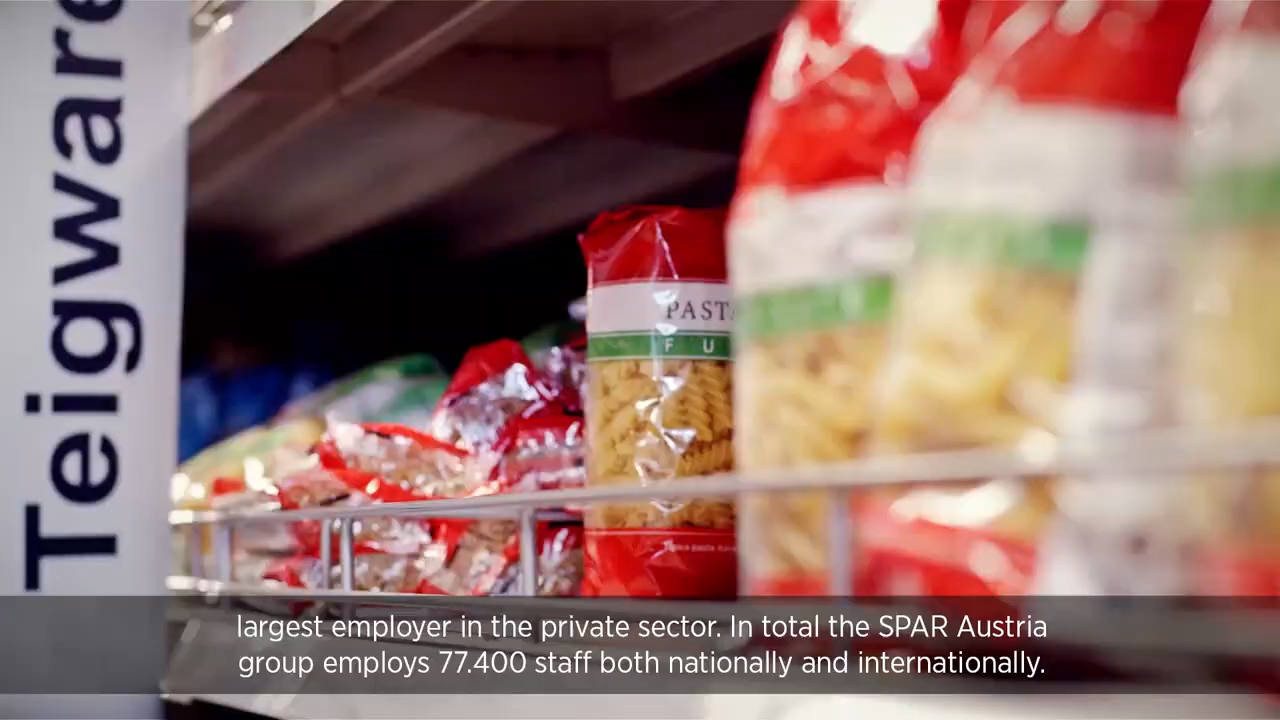 Teigware
PASTA
F U
largest employer in the private sector. In total the SPAR Austria
group employs 77.400 staff both nationally and internationally.